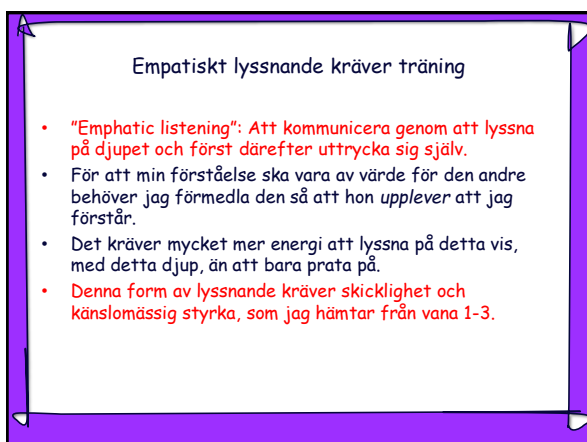 Empatiskt lyssnande kräver träning
• ”Emphatic listening”: Att kommunicera genom att lyssna
på djupet och först därefter uttrycka sig själv.
• För att min förståelse ska vara av värde för den andre
behöver jag förmedla den så att hon upplever att jag
förstår.
• Det kräver mycket mer energi att lyssna på detta vis,
med detta djup, än att bara prata på.
• Denna form av lyssnande kräver skicklighet och
känslomässig styrka, som jag hämtar från vana 1-3.